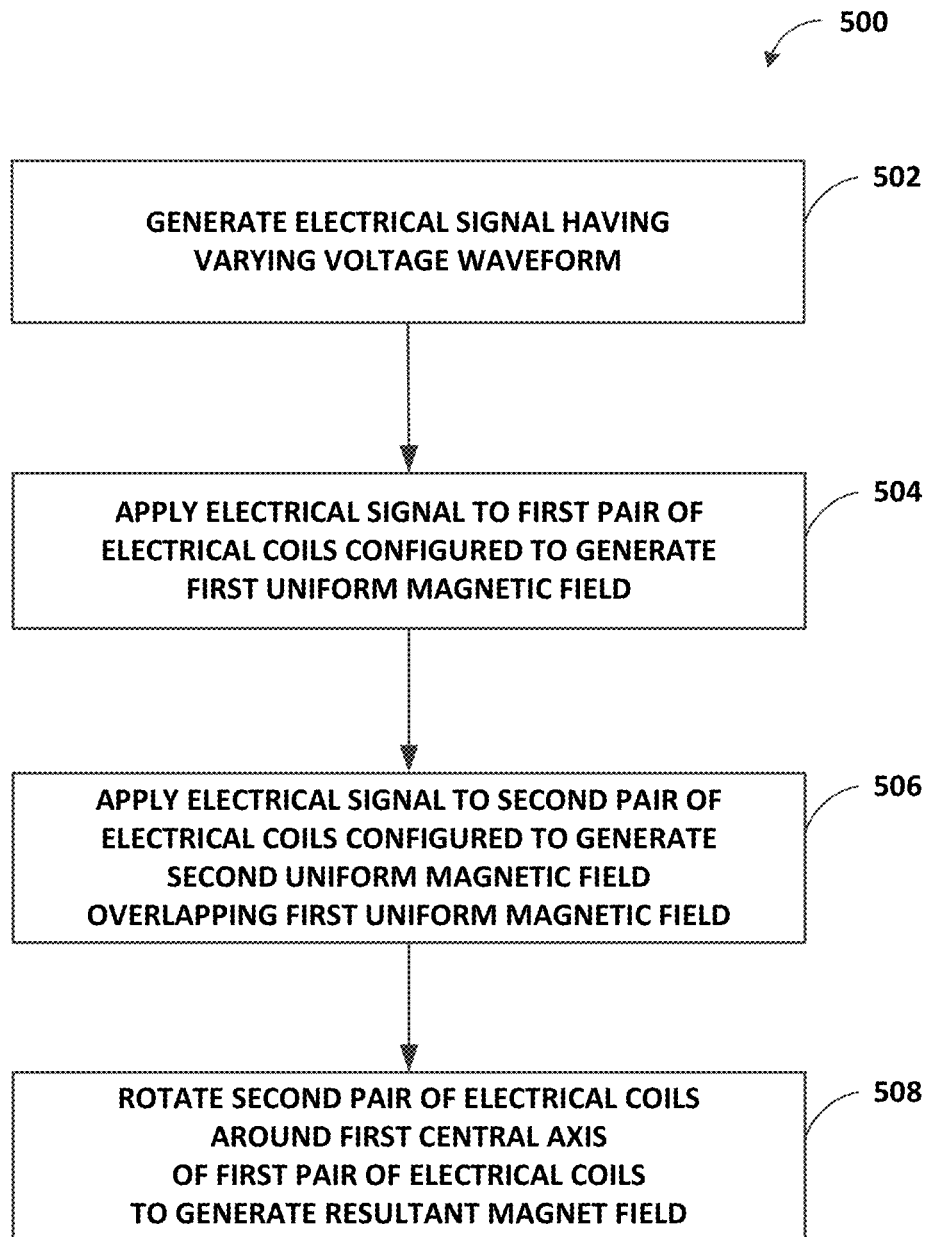 500
502
GENERATE ELECTRICAL SIGNAL HAVING
VARYING VOLTAGE WAVEFORM
504
APPLY ELECTRICAL SIGNAL TO FIRST PAIR OF
ELECTRICAL COILS CONFIGURED TO GENERATE
FIRST UNIFORM MAGNETIC FIELD
506
APPLY ELECTRICAL SIGNAL TO SECOND PAIR OF
ELECTRICAL COILS CONFIGURED TO GENERATE
SECOND UNIFORM MAGNETIC FIELD
OVERLAPPING FIRST UNIFORM MAGNETIC FIELD
508
ROTATE SECOND PAIR OF ELECTRICAL COILS
AROUND FIRST CENTRAL AXIS
OF FIRST PAIR OF ELECTRICAL COILS
TO GENERATE RESULTANT MAGNET FIELD